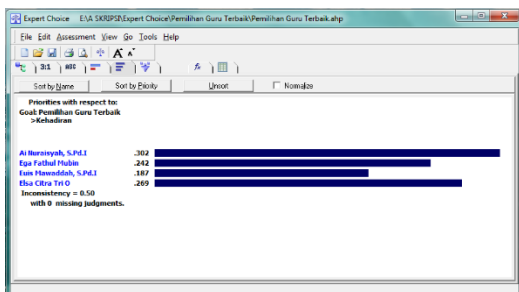 Expert Choice E:\A SKRIPSI\Expert Choice\Pemilihan Guru Terbaik\Pemilihan Guru Terbaik.ahp
File Edit Assessment View Go Tools Help
3:1 ABC
Sort by Name Sort by Priority Unsort Normalize
Priorities with respect to:
Goal: Pemilihan Guru Terbaik
>Kehadiran
Ai Nuraisyah, S.Pd.I .302
Ega Fathul Mubin .242
Euis Mawaddah, S.Pd.I .187
Elsa Citra Tri O .269
Inconsistency = 0.50
with 0 missing judgments.